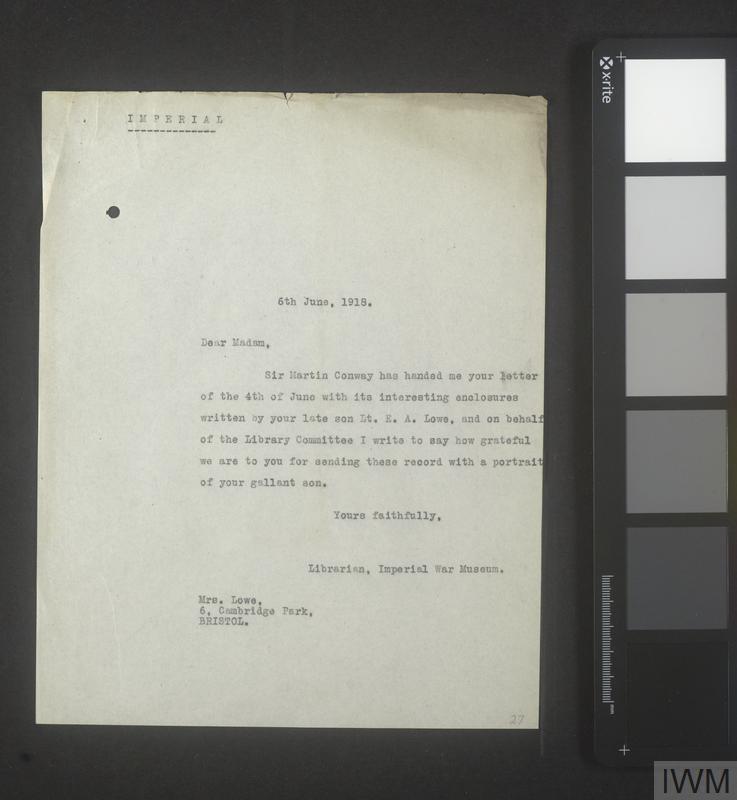 I M P E R I A L
6th June, 1918.
Dear Madam,
Sir Martin Conway has handed me your letter
of the 4th of June with its interesting enclosures
written by your late son Lt. E. A. Lowe, and on behalf
of the Library Committee I write to say how grateful
we are to you for sending these record with a portrait
of your gallant son.
Yours faithfully,
Librarian, Imperial War Museum.
Mrs. Lowe,
6, Cambridge Park,
BRISTOL.
27
x-rite
mm
IWM